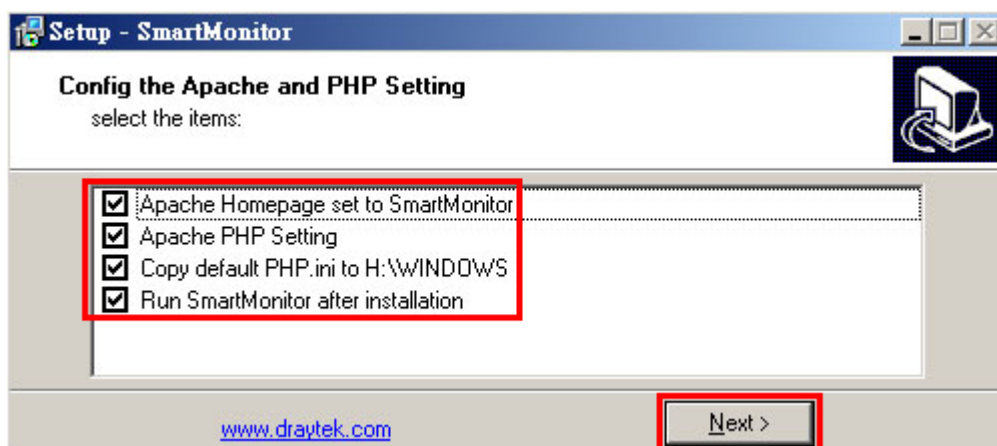 Setup - SmartMonitor
Config the Apache and PHP Setting
select the items:
Apache Homepage set to SmartMonitor
Apache PHP Setting
Copy default PHP.ini to H:\WINDOWS
Run SmartMonitor after installation
www.draytek.com
Next >